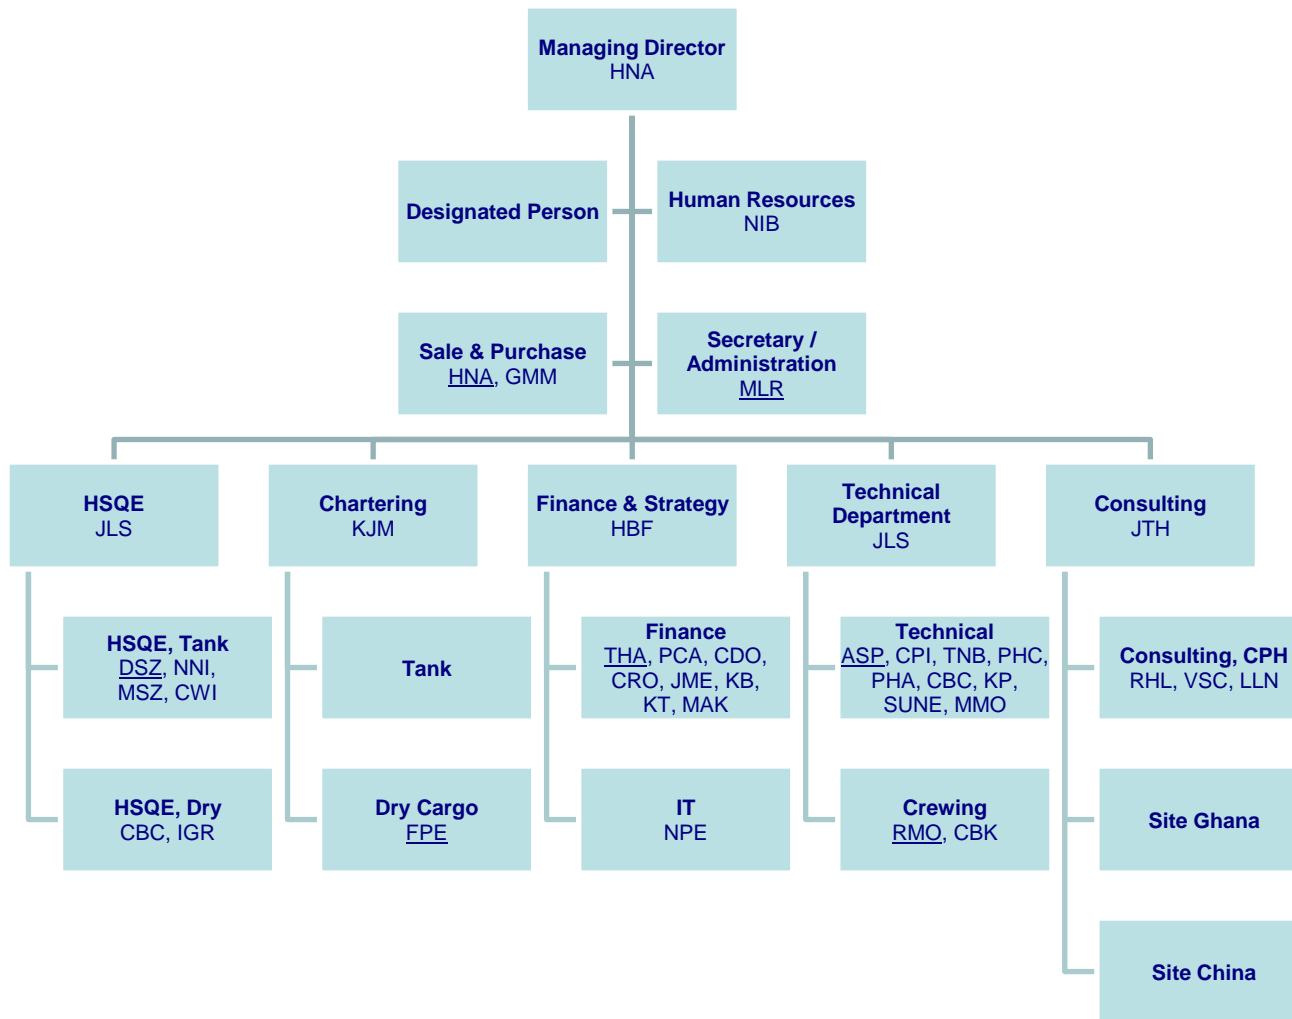 Managing Director
HNA
Designated Person
Human Resources
NIB
Sale & Purchase
HNA, GMM
Secretary /
Administration
MLR
HSQE
JLS
Chartering
KJM
Finance & Strategy
HBF
Technical
Department
JLS
Consulting
JTH
HSQE, Tank
DSZ, NNI,
MSZ, CWI
Tank
Finance
THA, PCA, CDO,
CRO, JME, KB,
KT, MAK
Technical
ASP, CPI, TNB, PHC,
PHA, CBC, KP,
SUNE, MMO
Consulting, CPH
RHL, VSC, LLN
HSQE, Dry
CBC, IGR
Dry Cargo
FPE
IT
NPE
Crewing
RMO, CBK
Site Ghana
Site China